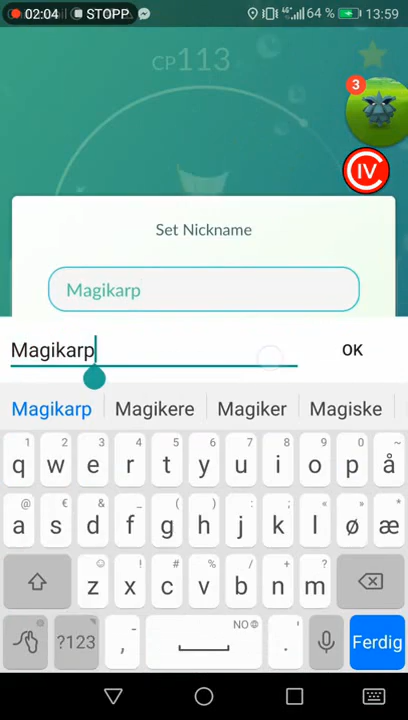 02:04 STOPP 64 % 13:59
CP113
3
IV
Set Nickname
Magikarp
Magikarp OK
Magikarp Magikere Magiker Magiske
1 2 3 4 5 6 7 8 9 0 ~
q w e r t y u i o p å
@ € & _ ( ) : ; « » *
a s d f g h j k l ø æ
☺ ! # % / + ?
z x c v b n m
?123 , - NO . ' Ferdig